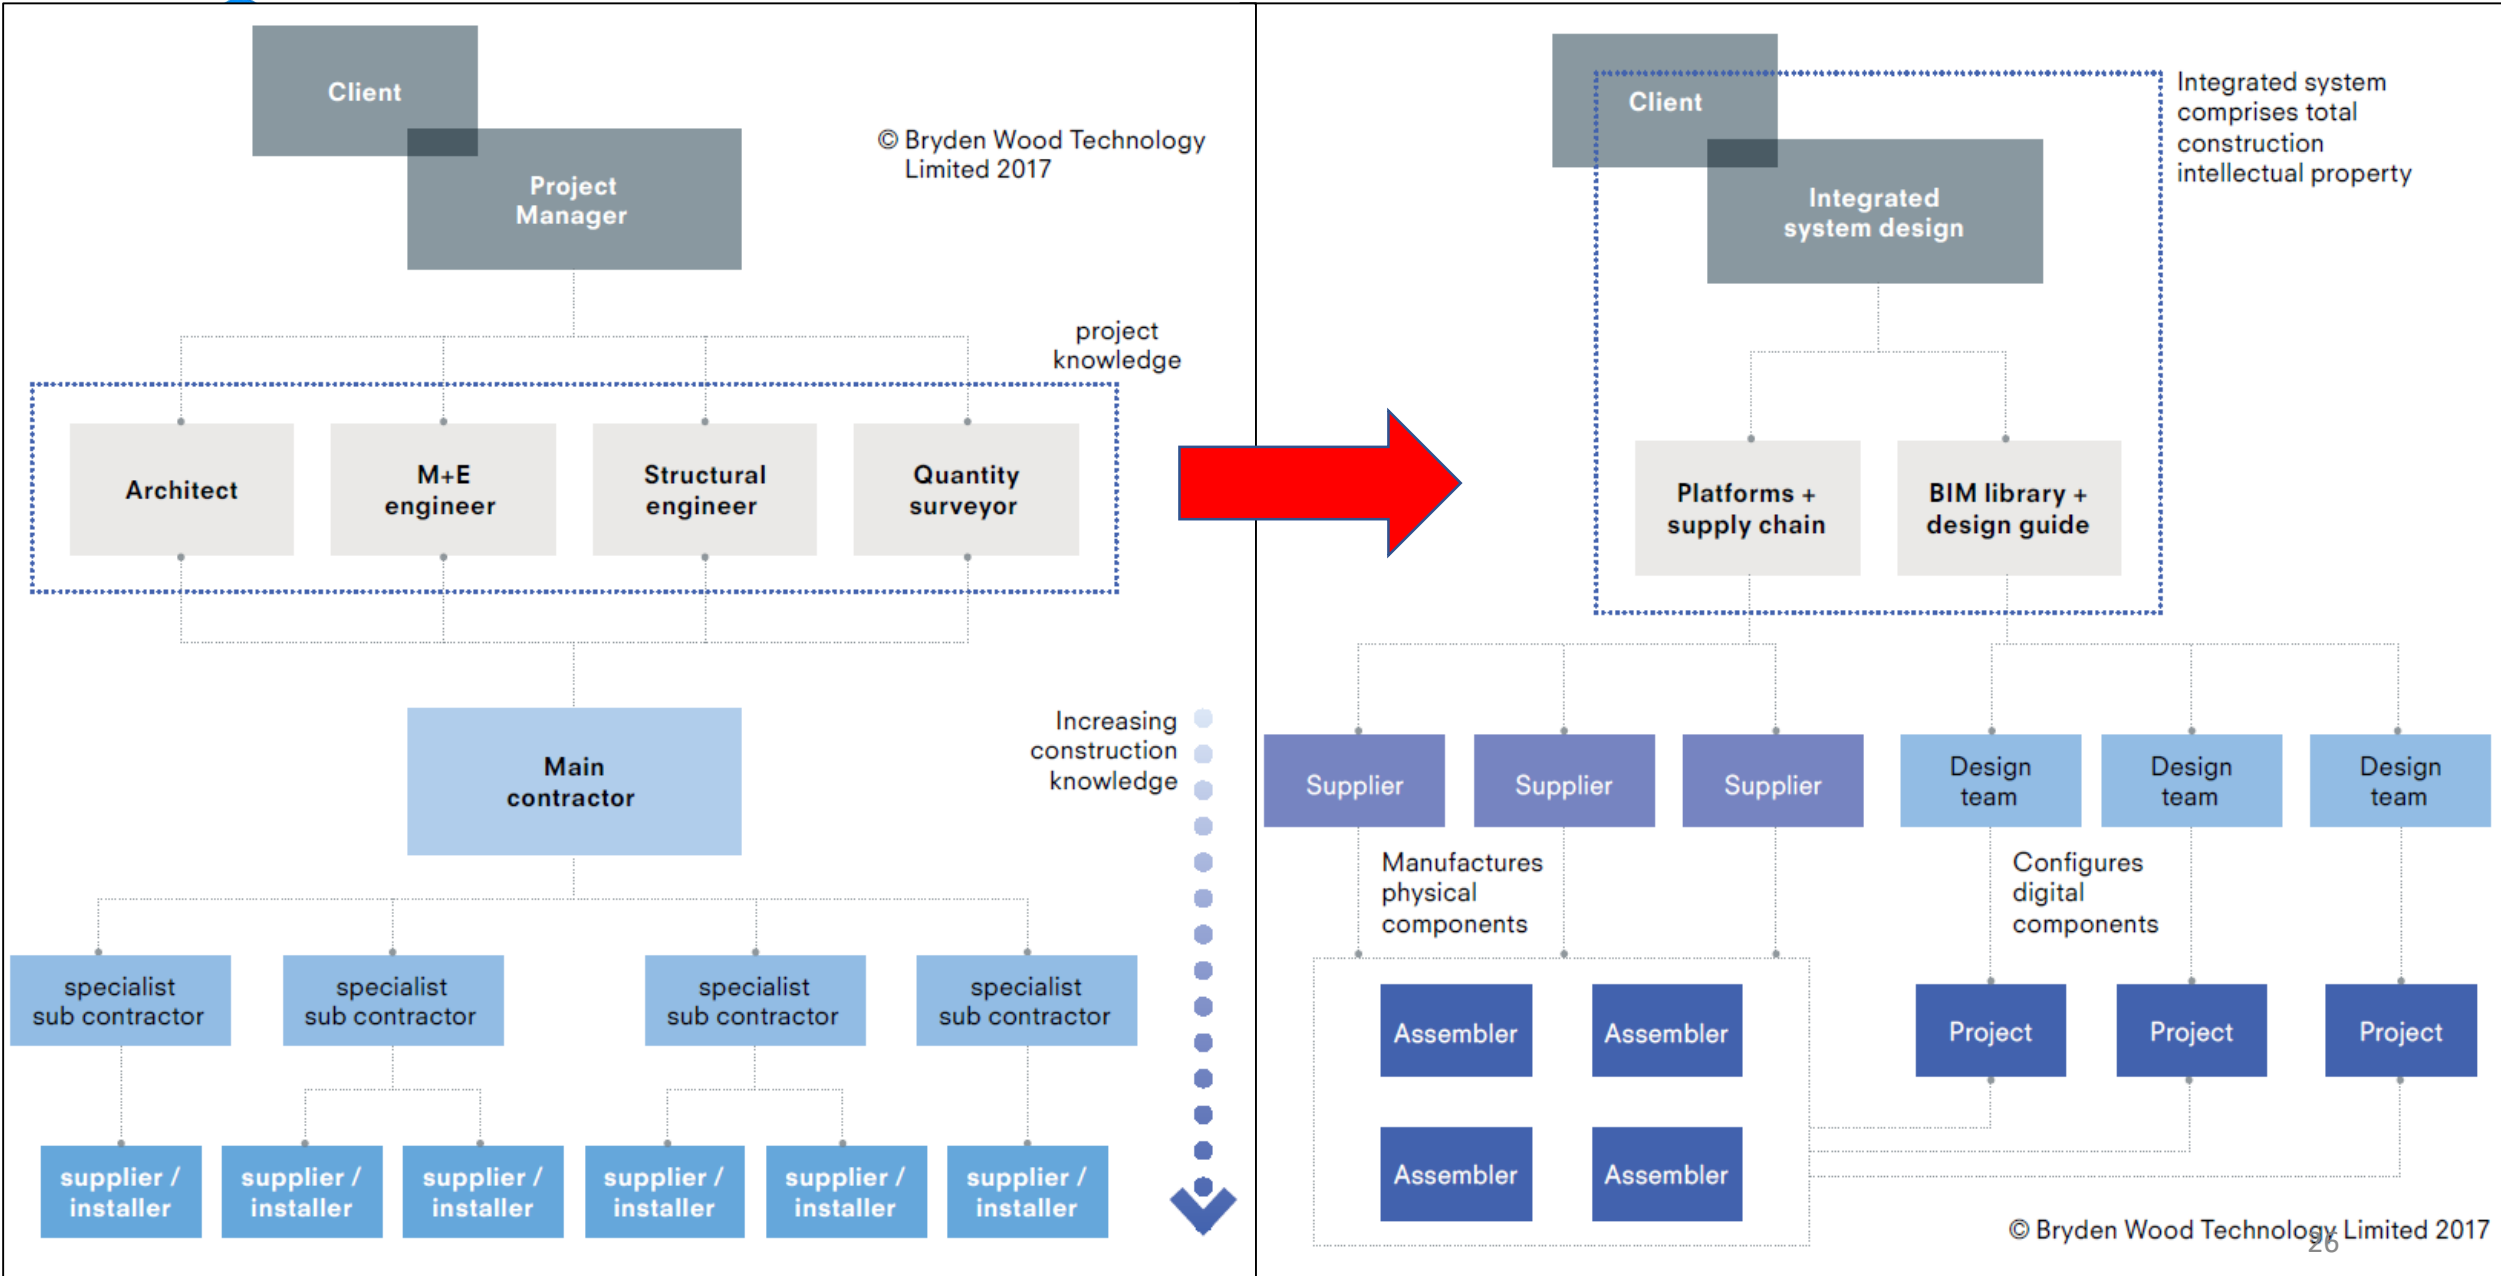 Client
Project
Manager
© Bryden Wood Technology
Limited 2017
project
knowledge
Architect
M+E
engineer
Structural
engineer
Quantity
surveyor
Main
contractor
Increasing
construction
knowledge
specialist
sub contractor
specialist
sub contractor
specialist
sub contractor
specialist
sub contractor
supplier /
installer
supplier /
installer
supplier /
installer
supplier /
installer
supplier /
installer
supplier /
installer
Client
Integrated
system design
Integrated system
comprises total
construction
intellectual property
Platforms +
supply chain
BIM library +
design guide
Supplier
Supplier
Supplier
Design
team
Design
team
Design
team
Manufactures
physical
components
Configures
digital
components
Assembler
Assembler
Assembler
Assembler
Project
Project
Project
© Bryden Wood Technology Limited 2017
26